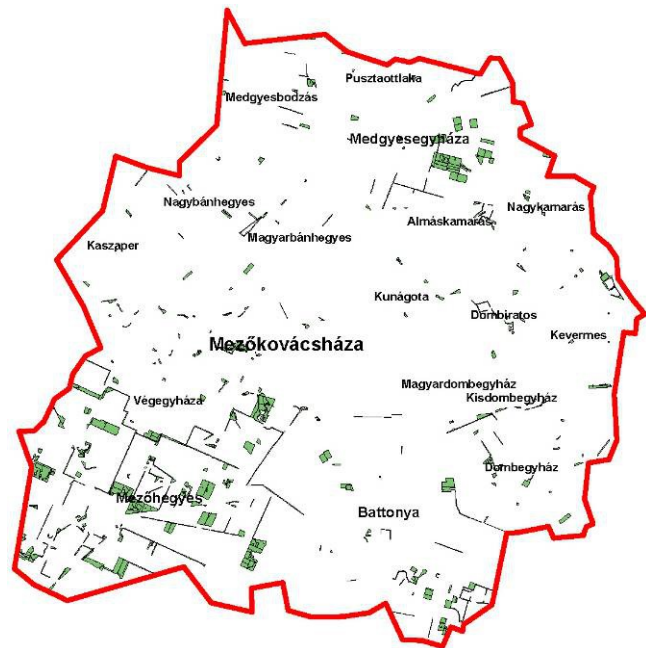 Pusztaottlaka
Medgyesbodzás
Medgyesegyháza
Nagybánhegyes
Nagykamarás
Almáskamarás
Magyarbánhegyes
Kaszaper
Kunágota
Dombiratos
Kevermes
Mezőkovácsháza
Magyardombegyház
Kisdombegyház
Végegyháza
Dombegyház
Mezőhegyes
Battonya